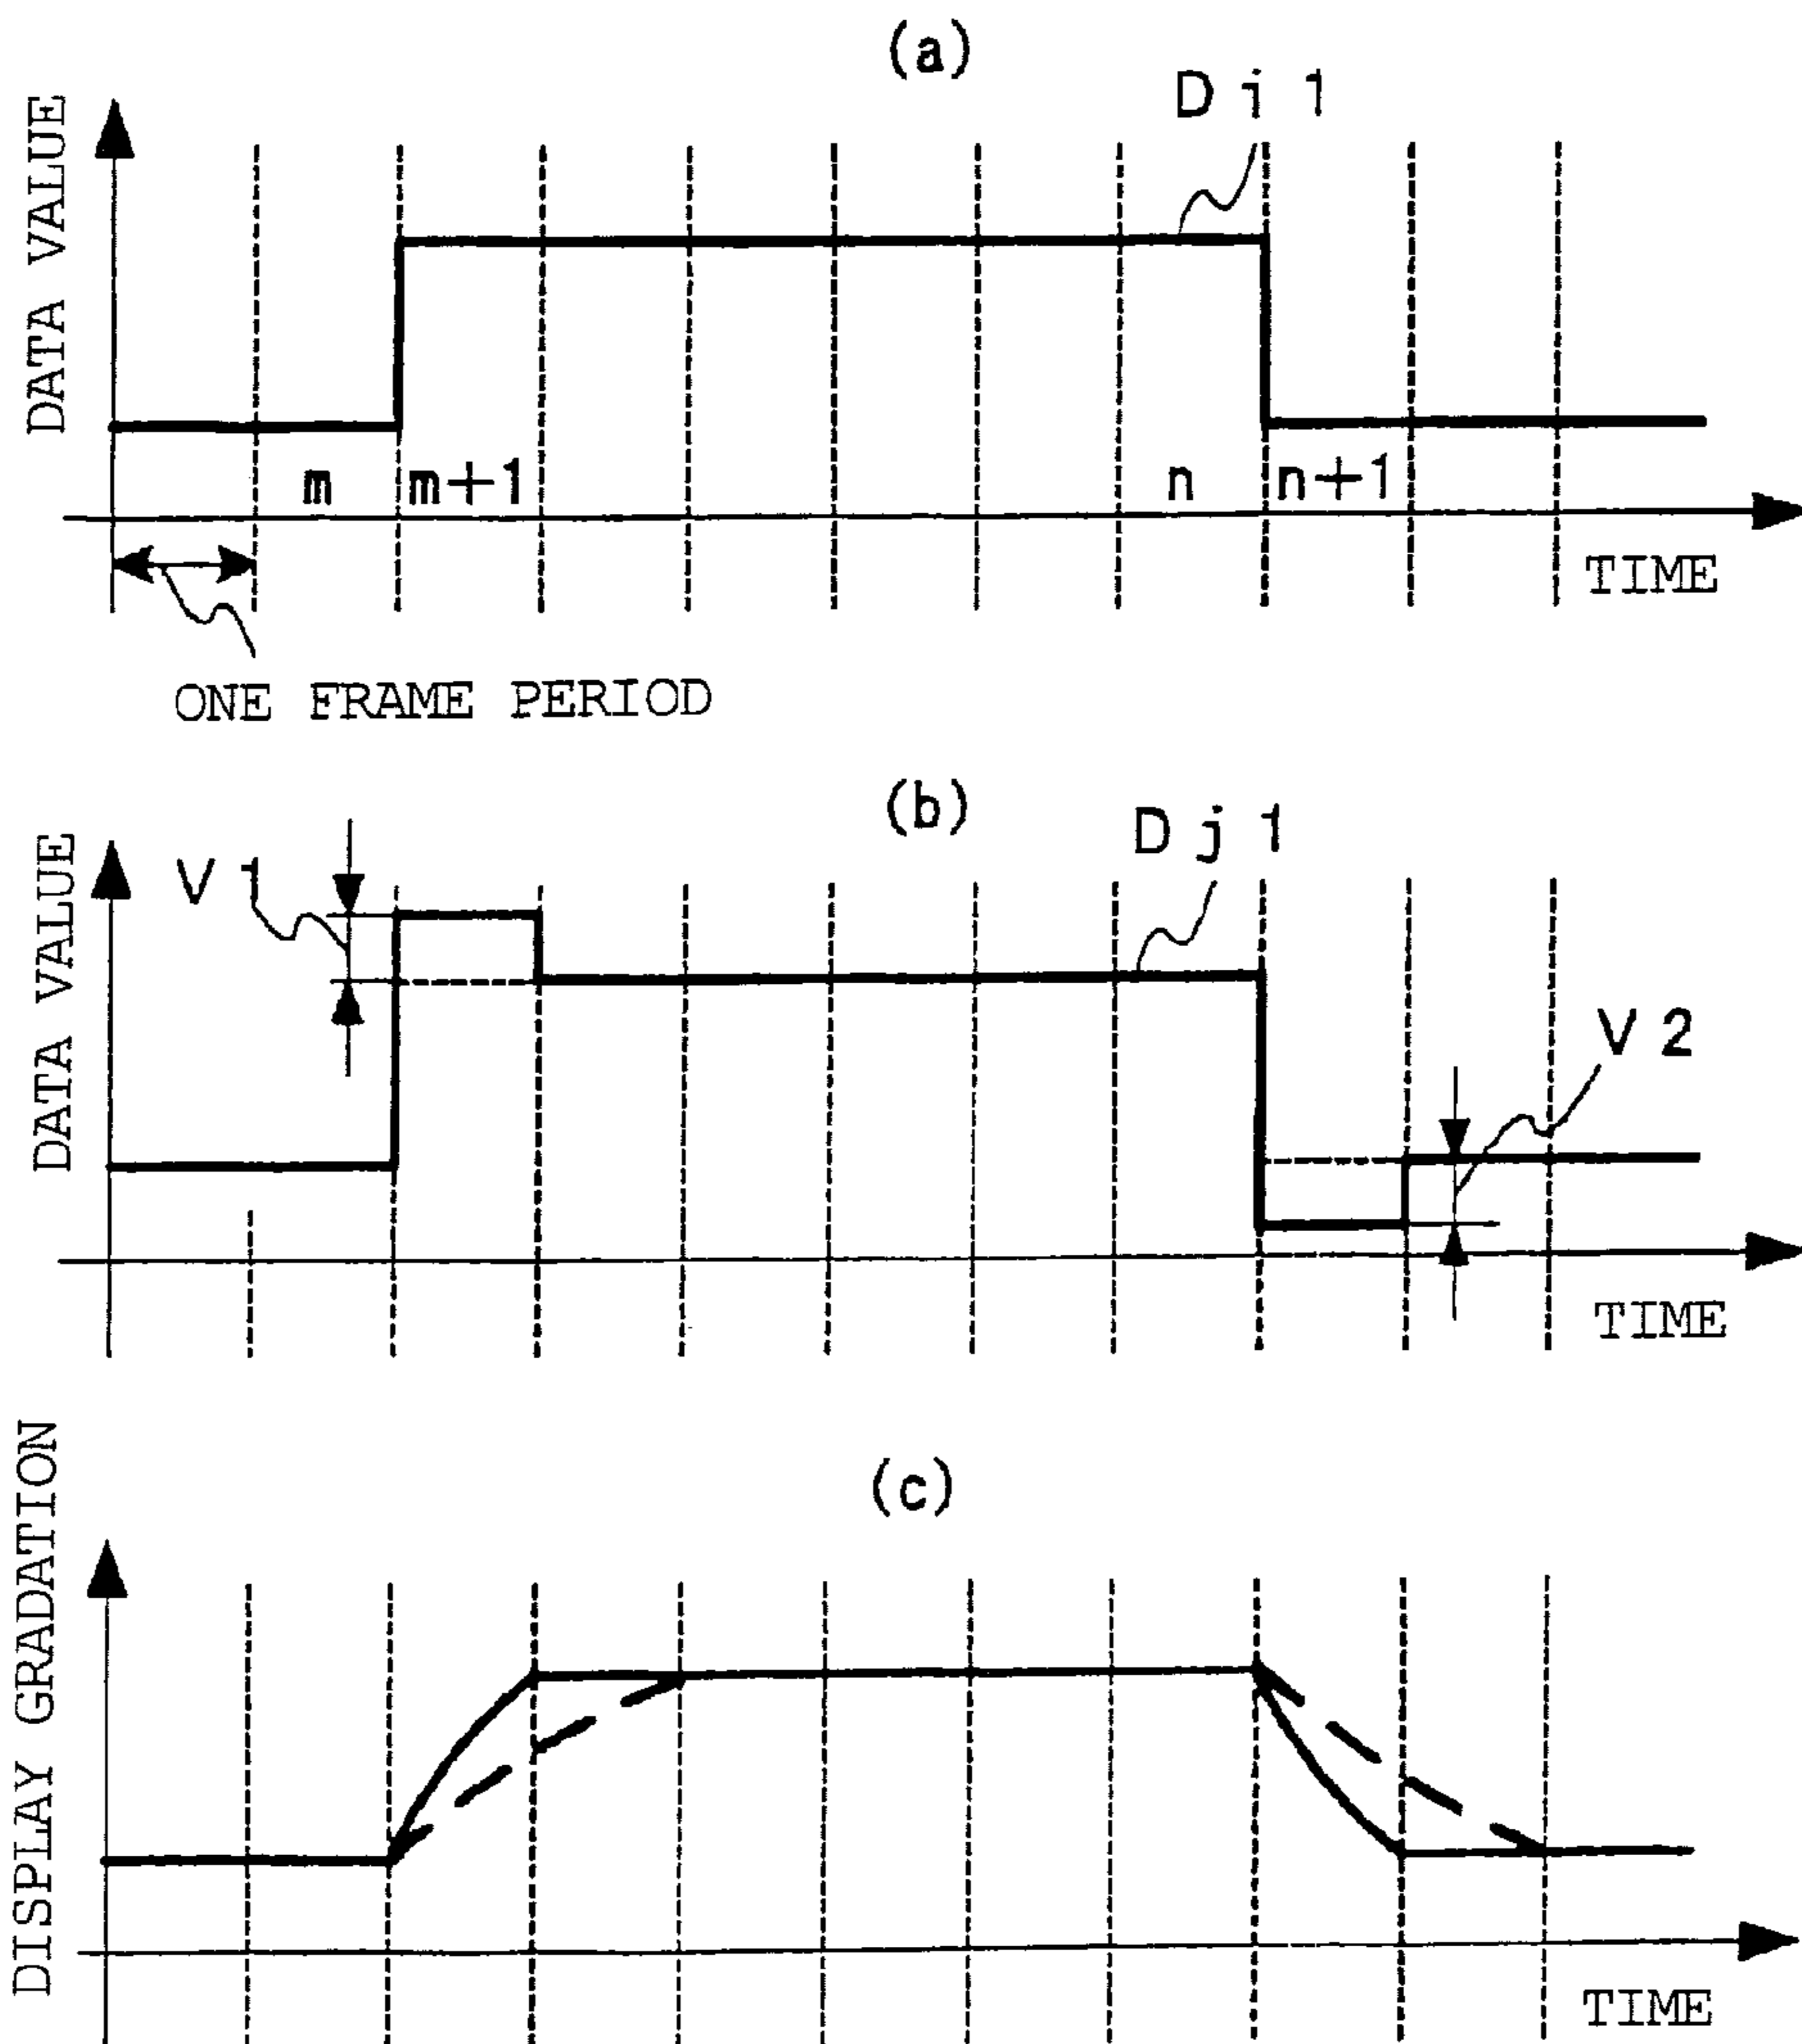 (a)
Di1
DATA VALUE
m
m+1
n
n+1
TIME
ONE FRAME PERIOD
(b)
Dj1
V1
DATA VALUE
V2
TIME
(c)
DISPLAY GRADATION
TIME